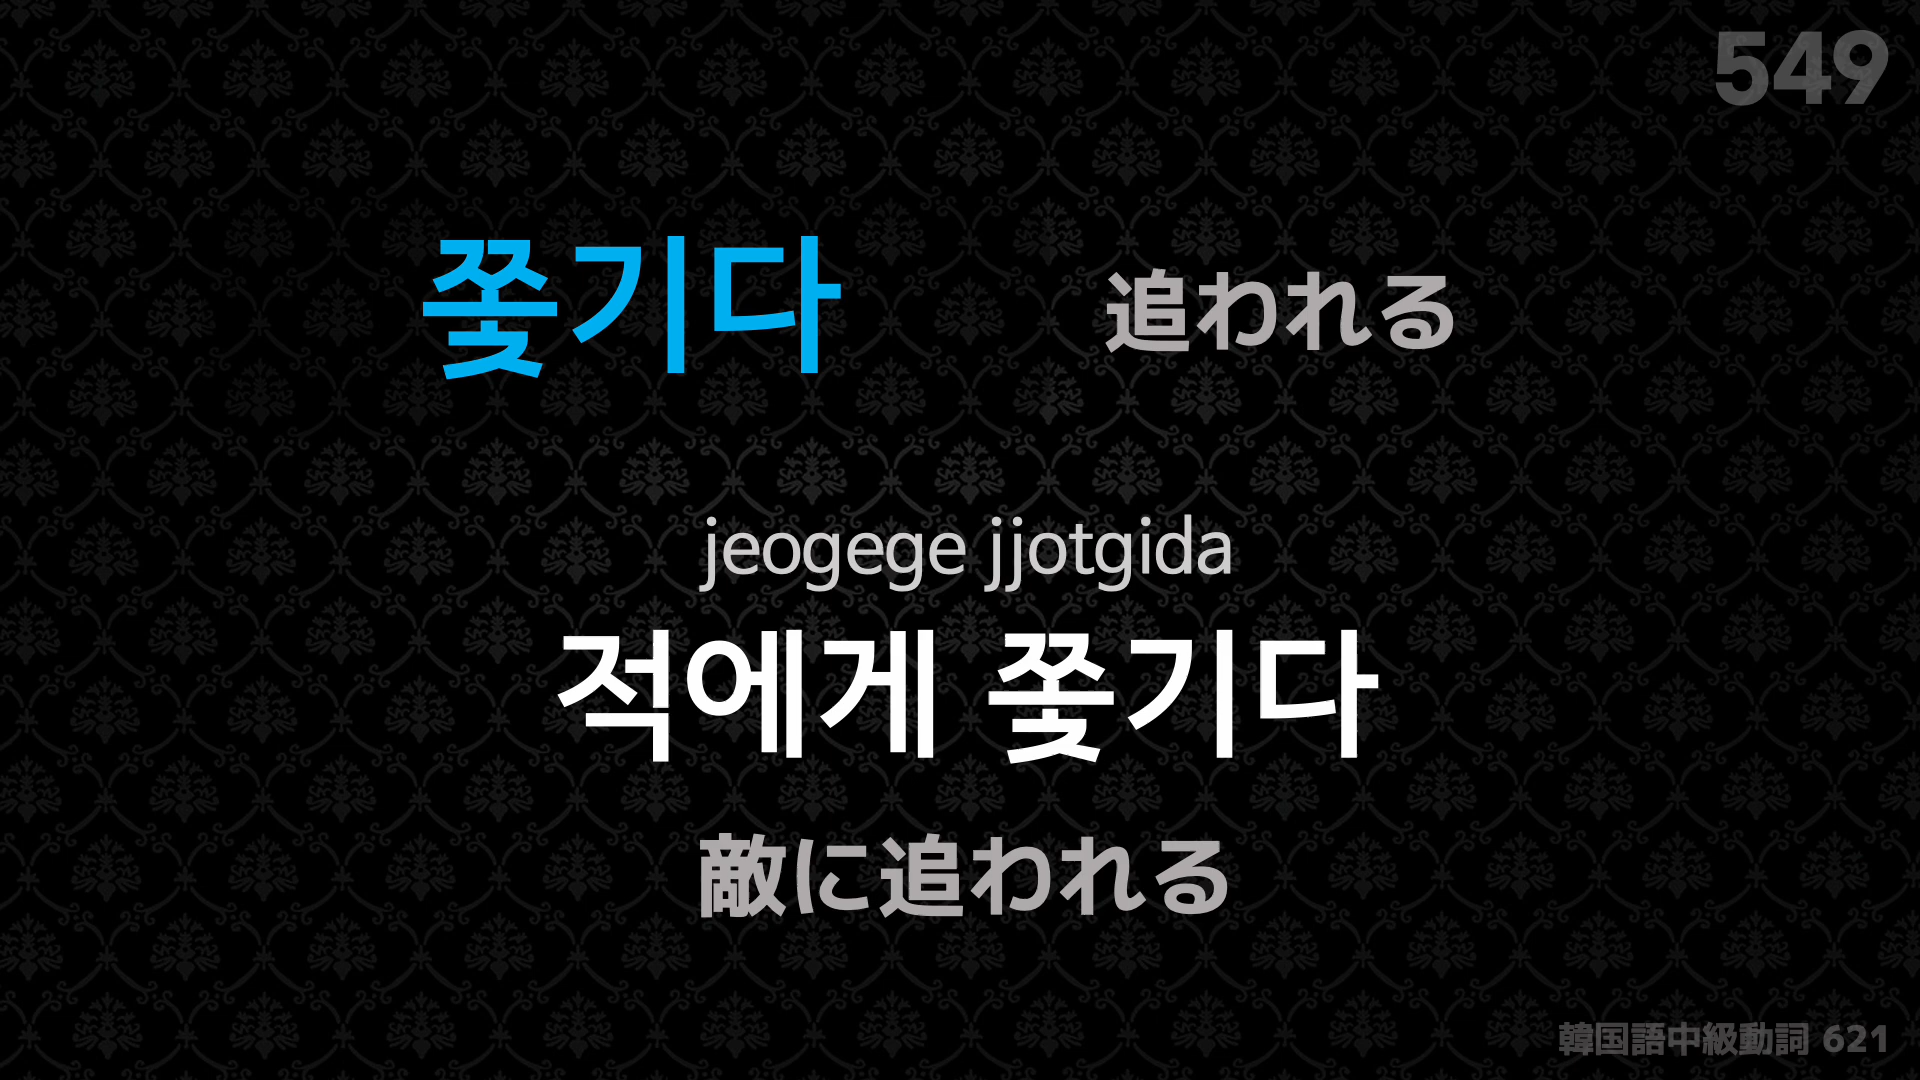 549
쫓기다 追われる
jeogege jjotgida
적에게 쫓기다
敵に追われる
韓国語中級動詞 621